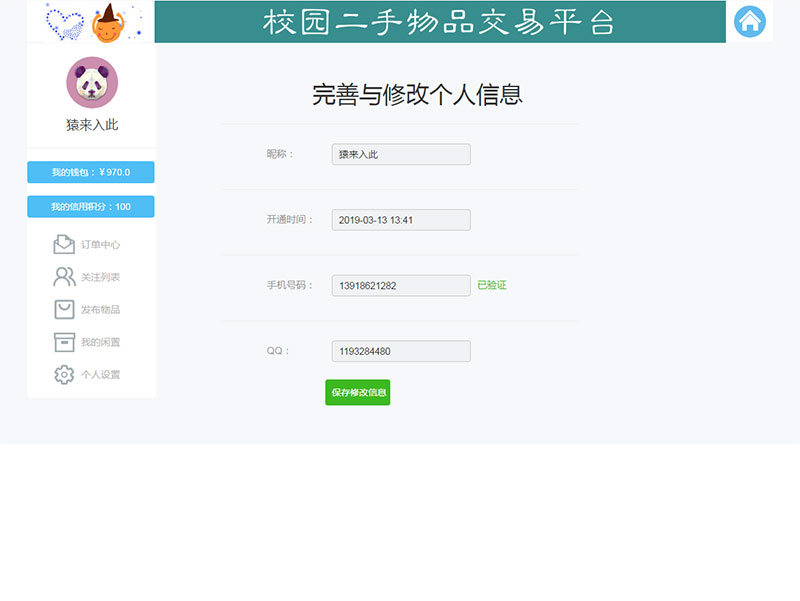 校园二手物品交易平台
猿来入此
我的钱包：￥970.0
我的信用积分：100
订单中心
关注列表
发布物品
我的闲置
个人设置
完善与修改个人信息
昵称： 猿来入此
开通时间： 2019-03-13 13:41
手机号码： 13918621282 已验证
QQ： 1193284480
保存修改信息